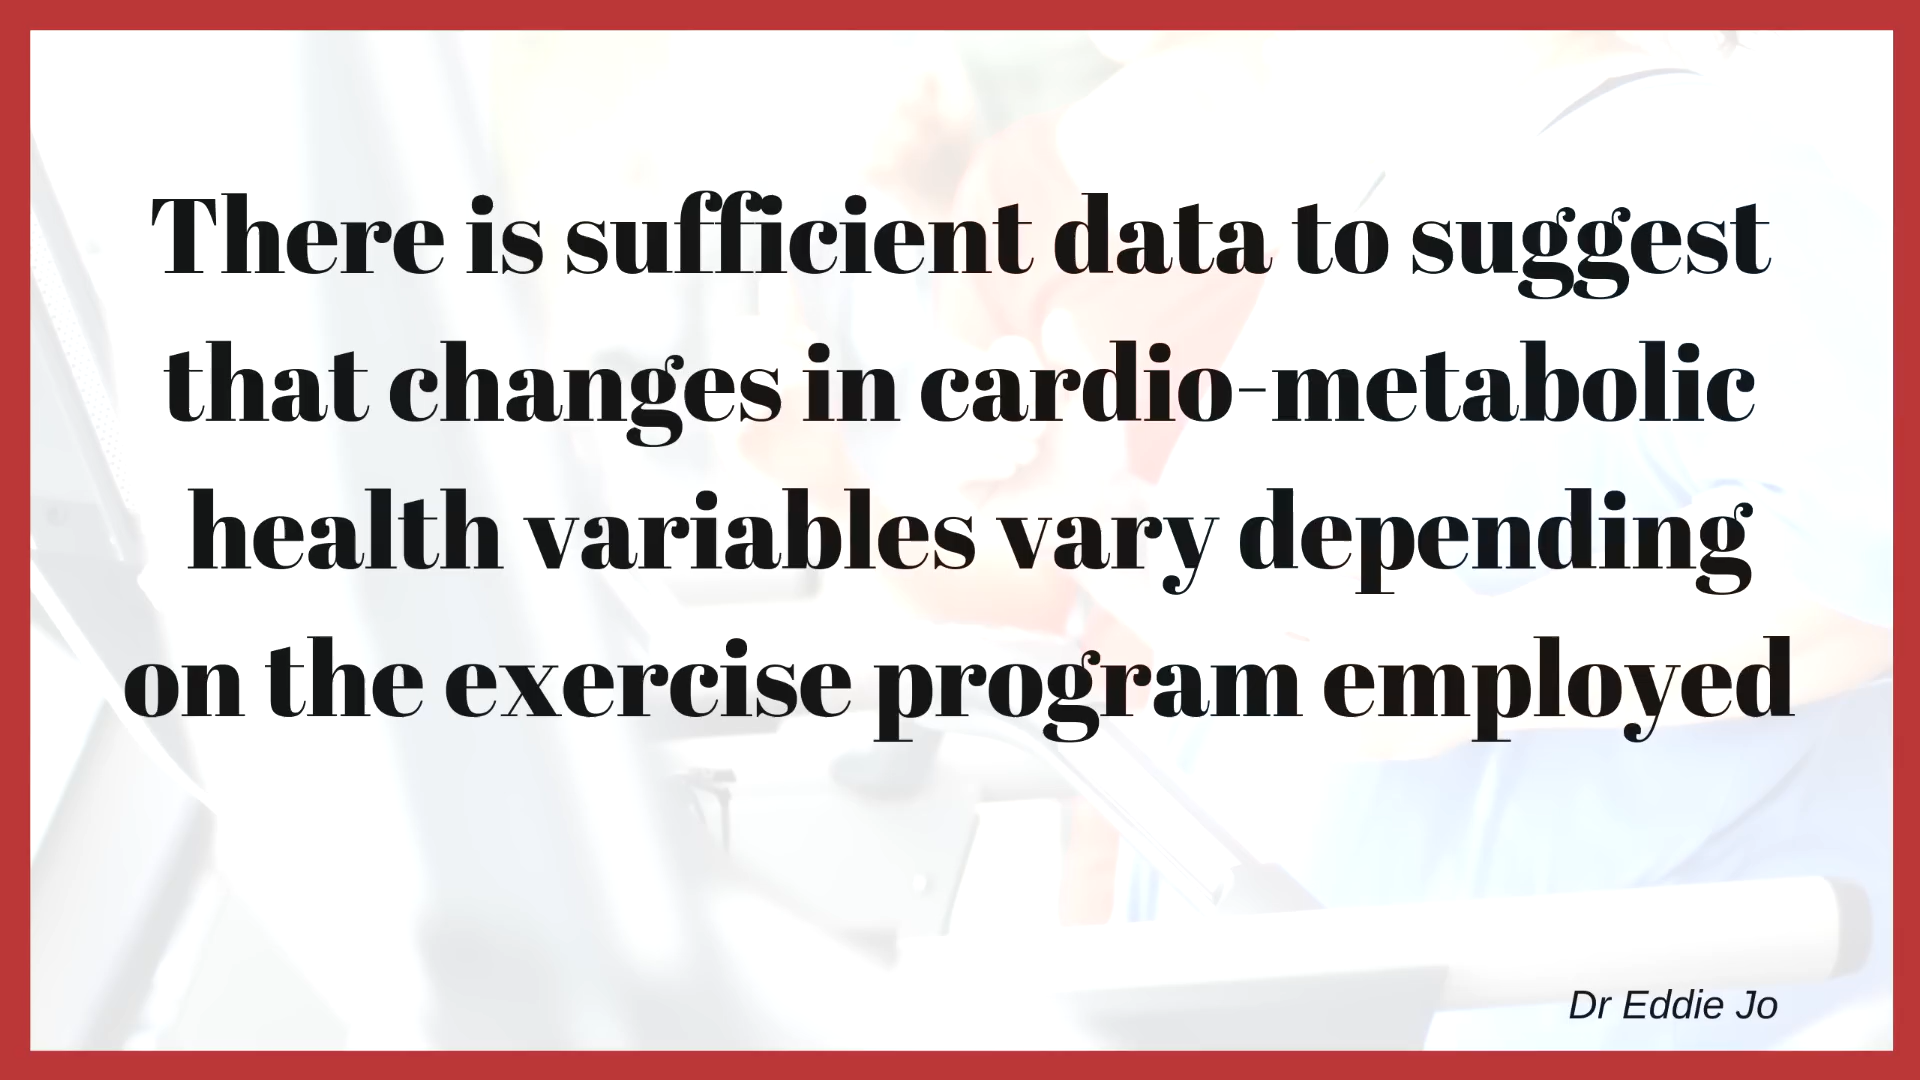 There is sufficient data to suggest
that changes in cardio-metabolic
health variables vary depending
on the exercise program employed
Dr Eddie Jo